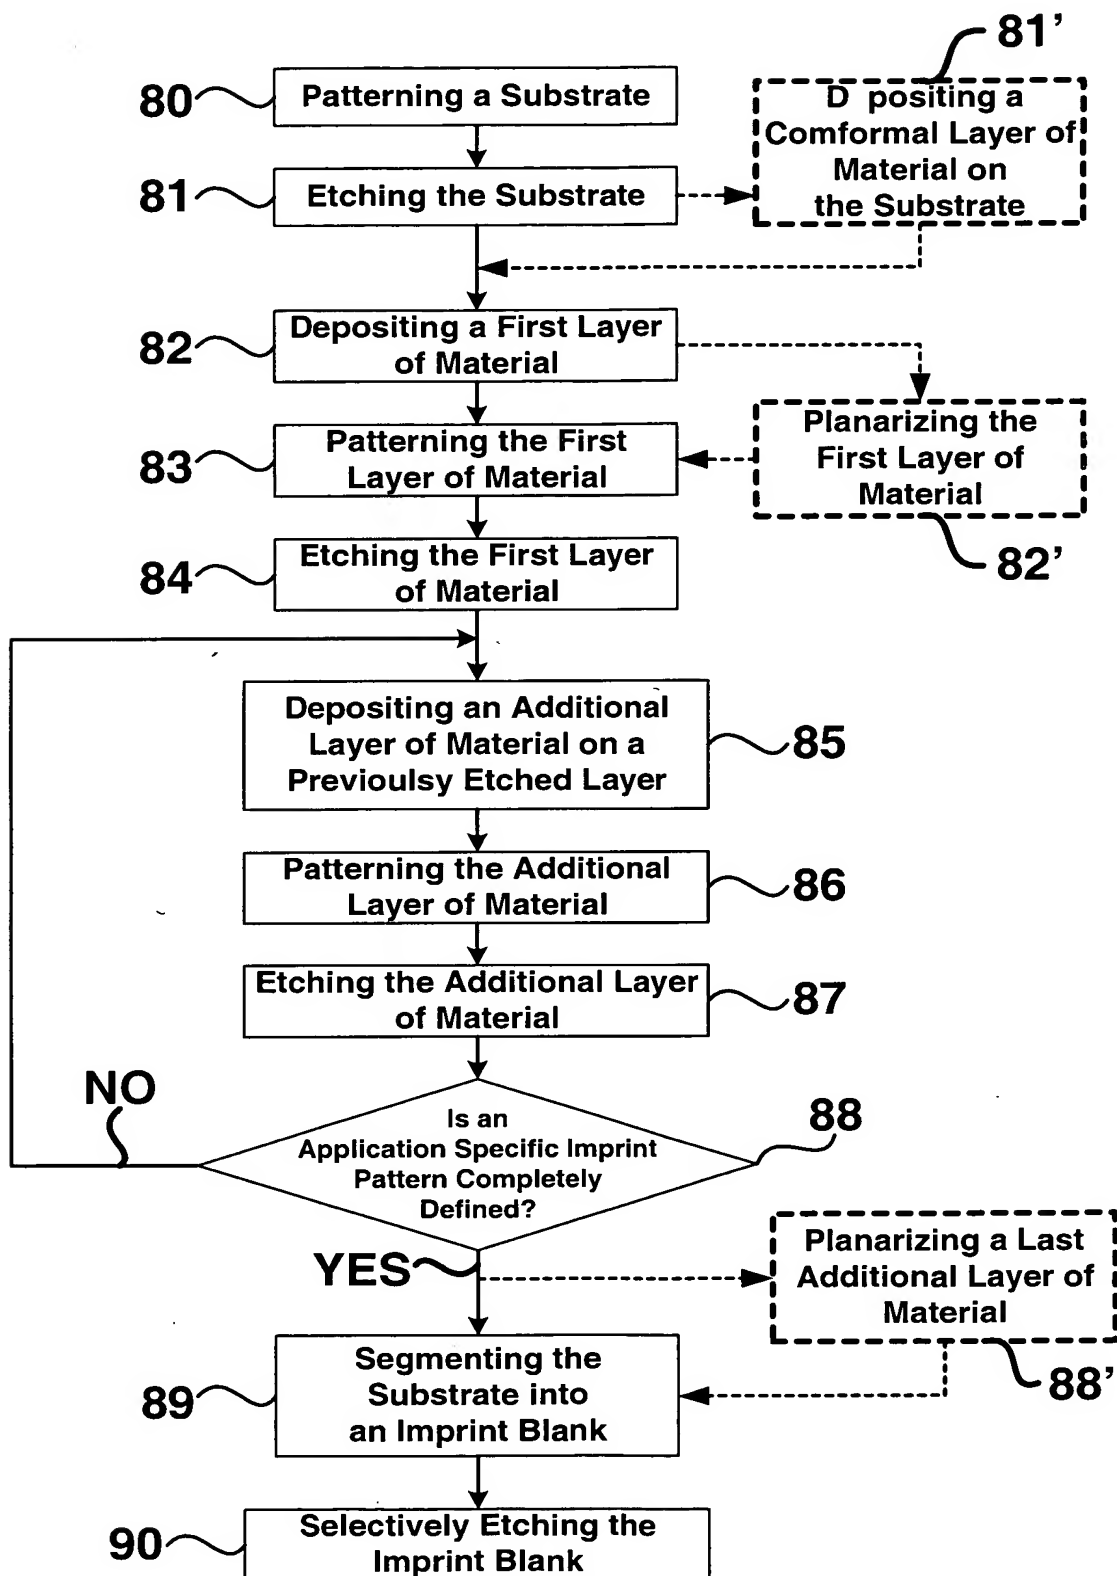 81’
80
Patterning a Substrate
D positing a
Comformal Layer of
Material on
the Substrate
81
Etching the Substrate
82
Depositing a First Layer
of Material
83
Patterning the First
Layer of Material
Planarizing the
First Layer of
Material
82’
84
Etching the First Layer
of Material
Depositing an Additional
Layer of Material on a
Previoulsy Etched Layer
85
Patterning the Additional
Layer of Material
86
Etching the Additional Layer
of Material
87
NO
Is an
Application Specific Imprint
Pattern Completely
Defined?
88
YES
Planarizing a Last
Additional Layer of
Material
88'
89
Segmenting the
Substrate into
an Imprint Blank
90
Selectively Etching the
Imprint Blank